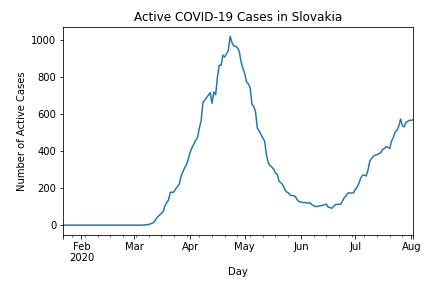 Active COVID-19 Cases in Slovakia
Number of Active Cases
1000
800
600
400
200
0
Feb Mar Apr May Jun Jul Aug
2020
Day